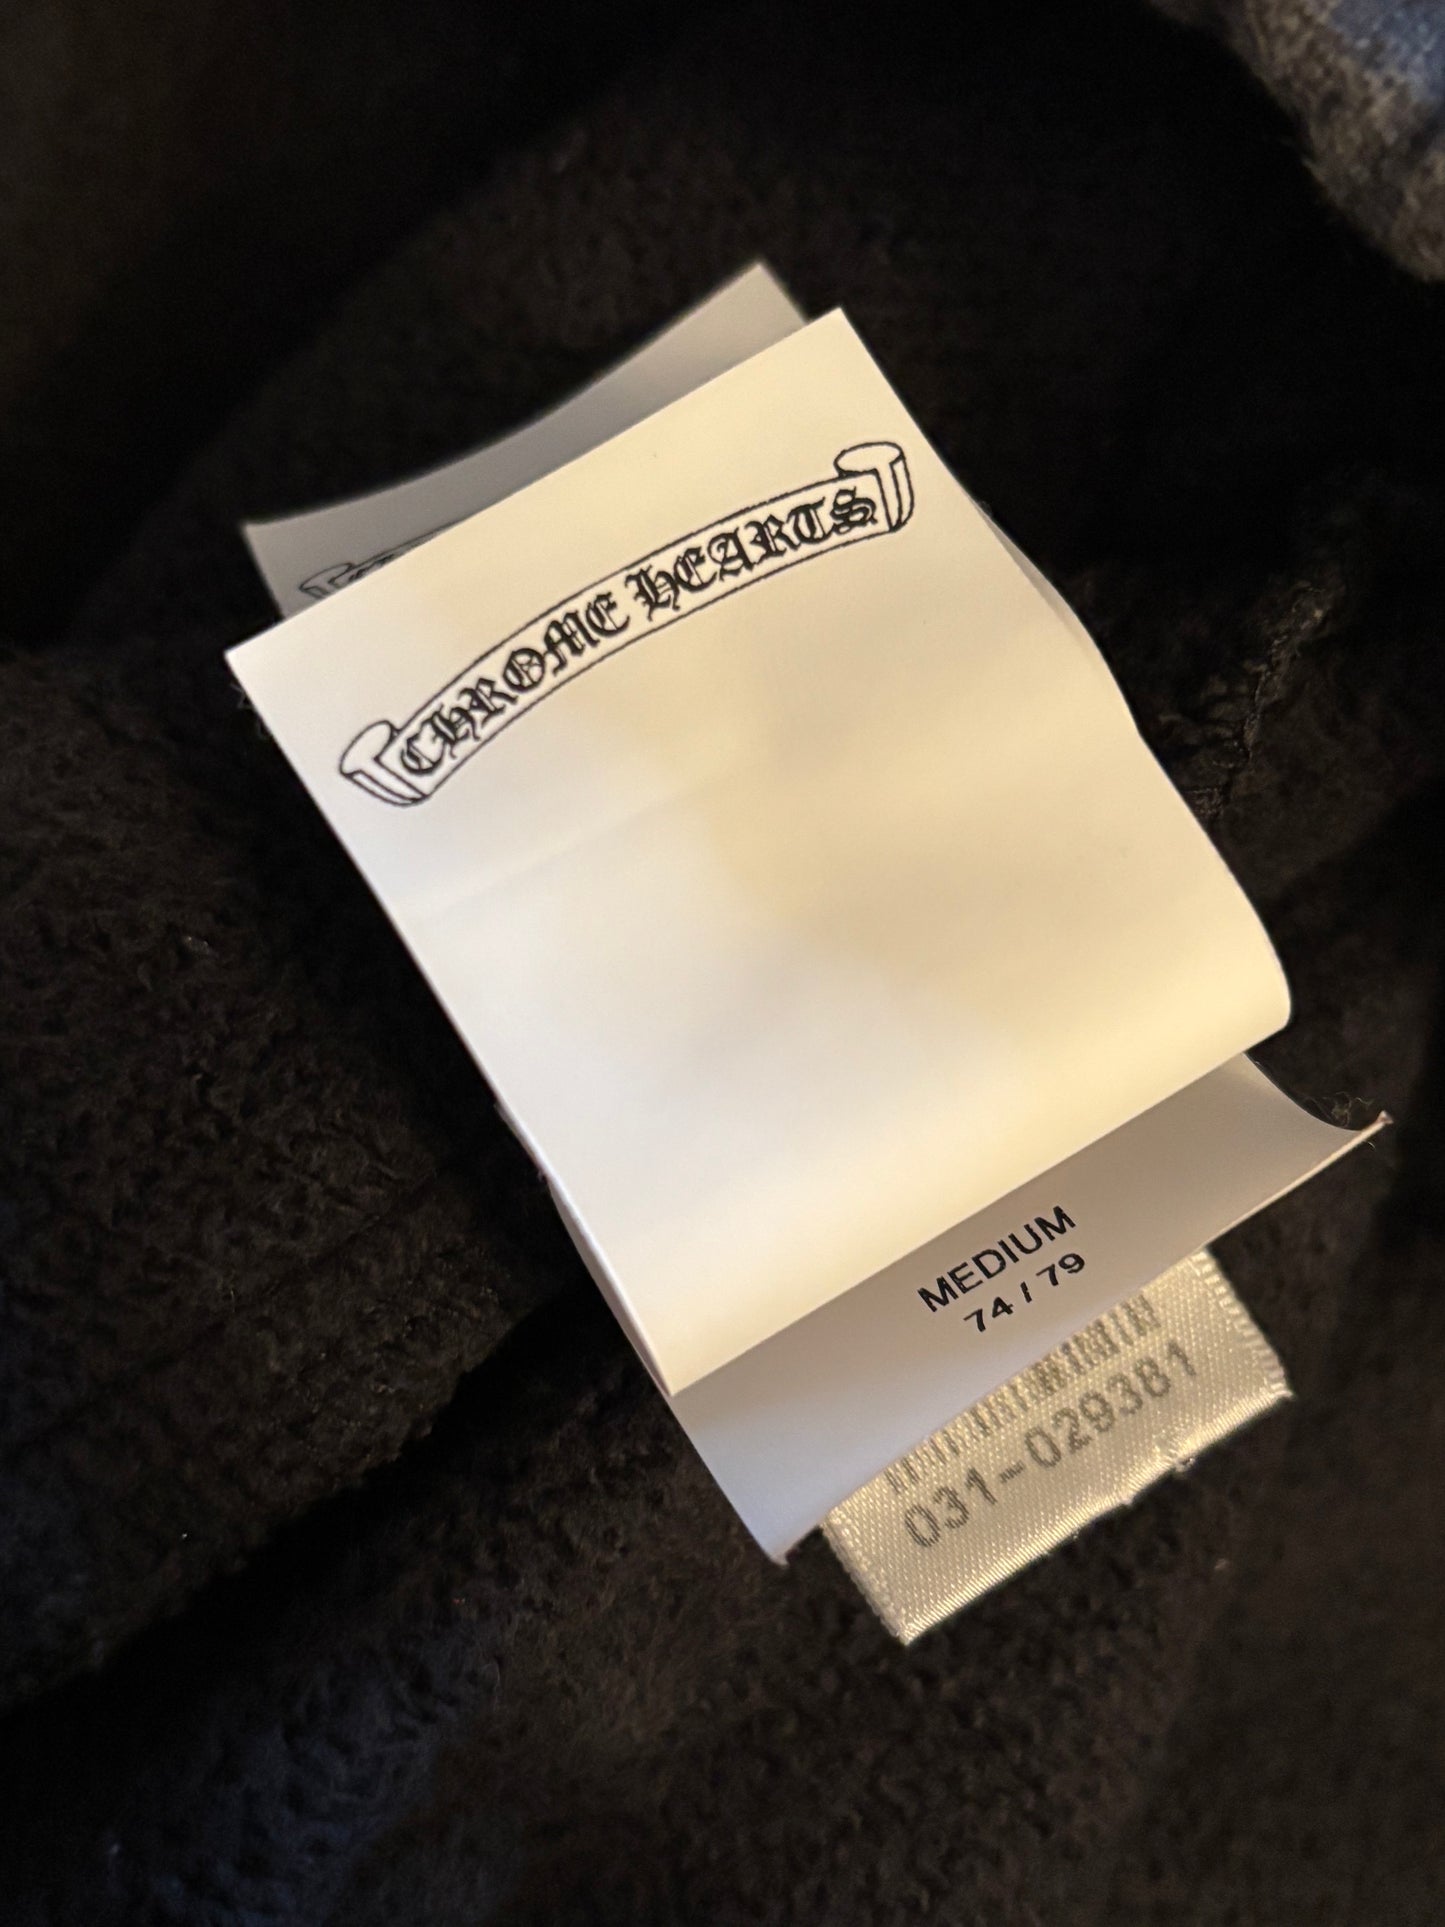 CHROME HEARTS
MEDIUM
74 / 79
031-029381